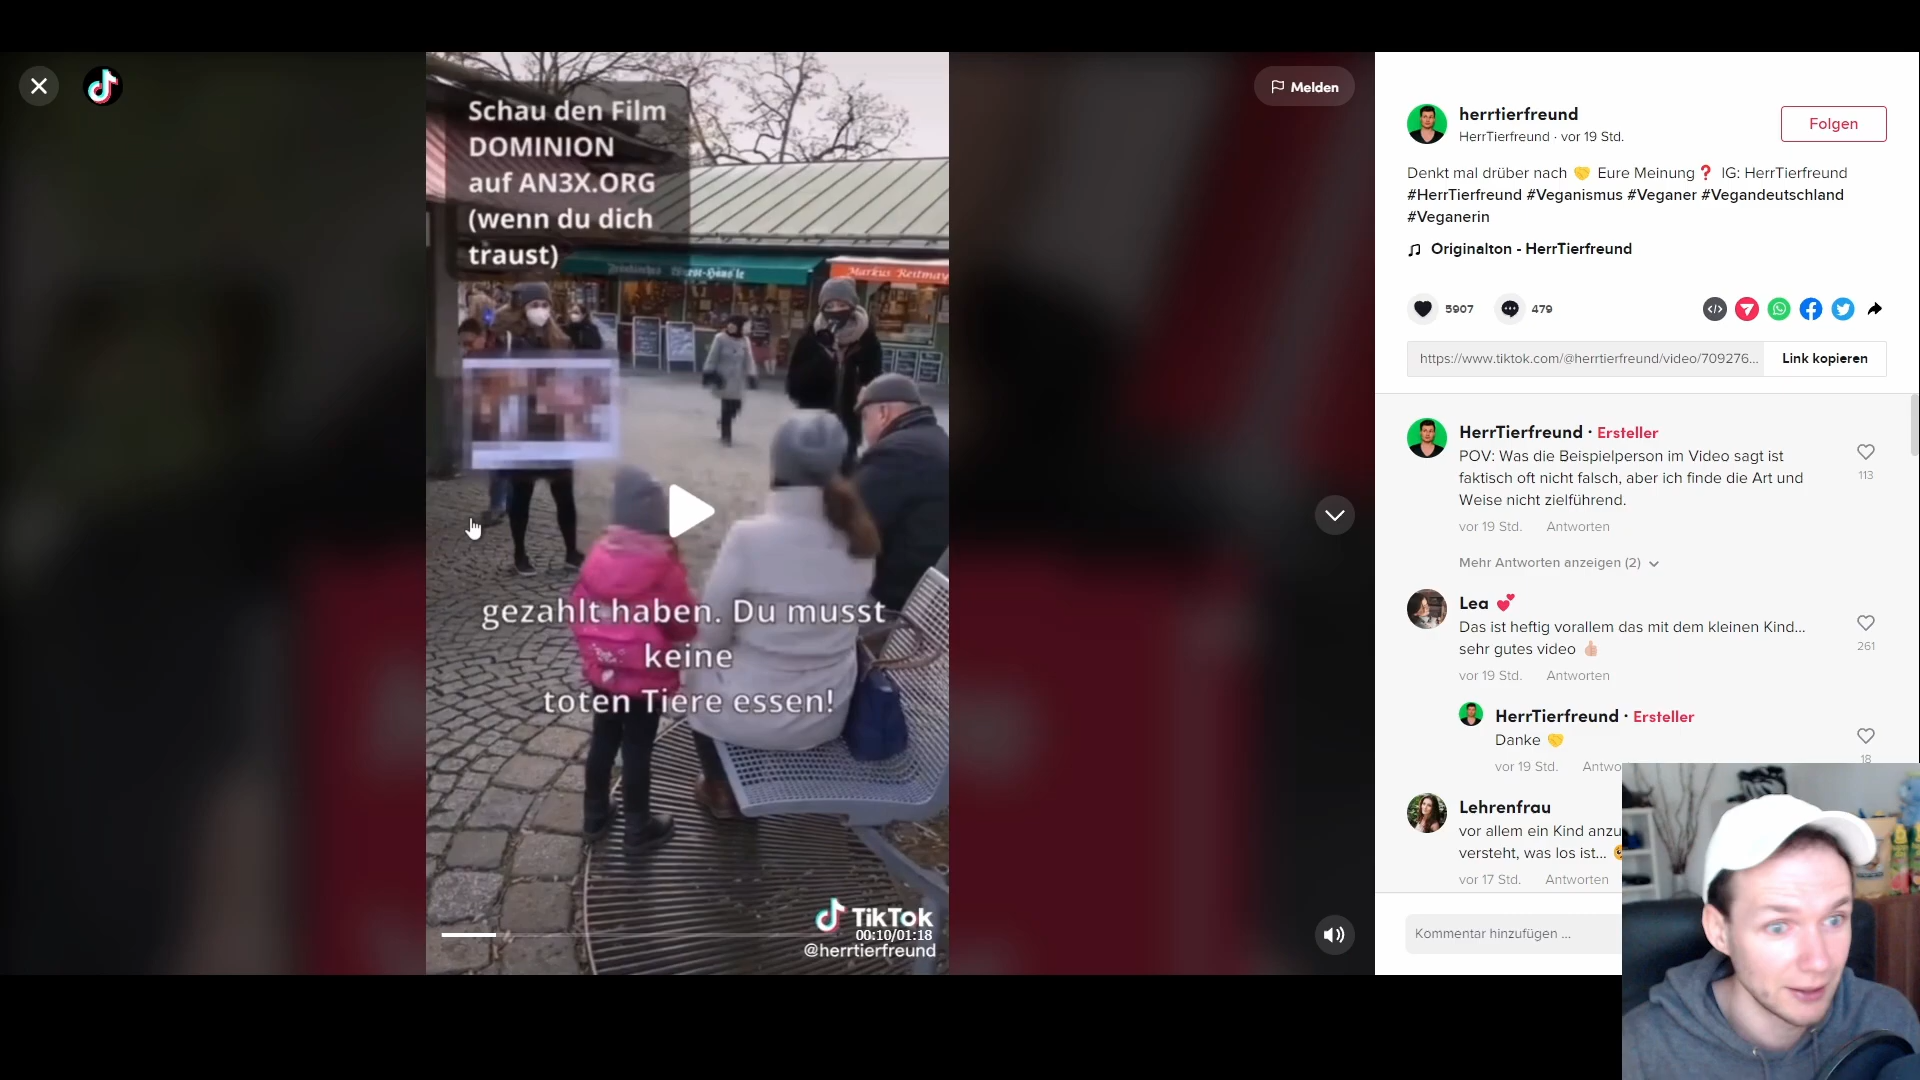 Melden
Schau den Film
DOMINION
auf AN3X.ORG
(wenn du dich
traust)
gezahlt haben. Du musst
keine
toten Tiere essen!
TikTok
00:10/01:18
@herrtierfreund
herrtierfreund
HerrTierfreund · vor 19 Std.
Folgen
Denkt mal drüber nach 🤝 Eure Meinung❓ IG: HerrTierfreund
#HerrTierfreund #Veganismus #Veganer #Vegandeutschland
#Veganerin
Originalton - HerrTierfreund
5907
479
https://www.tiktok.com/@herrtierfreund/video/709276...
Link kopieren
HerrTierfreund · Ersteller
POV: Was die Beispielperson im Video sagt ist
faktisch oft nicht falsch, aber ich finde die Art und
Weise nicht zielführend.
113
vor 19 Std. Antworten
Mehr Antworten anzeigen (2)
Lea 💕
Das ist heftig vorallem das mit dem kleinen Kind...
sehr gutes video 👍🏻
261
vor 19 Std. Antworten
HerrTierfreund · Ersteller
Danke 🤝
18
vor 19 Std. Antwo
Lehrenfrau
vor allem ein Kind anzu
versteht, was los ist...
vor 17 Std. Antworten
Kommentar hinzufügen ...